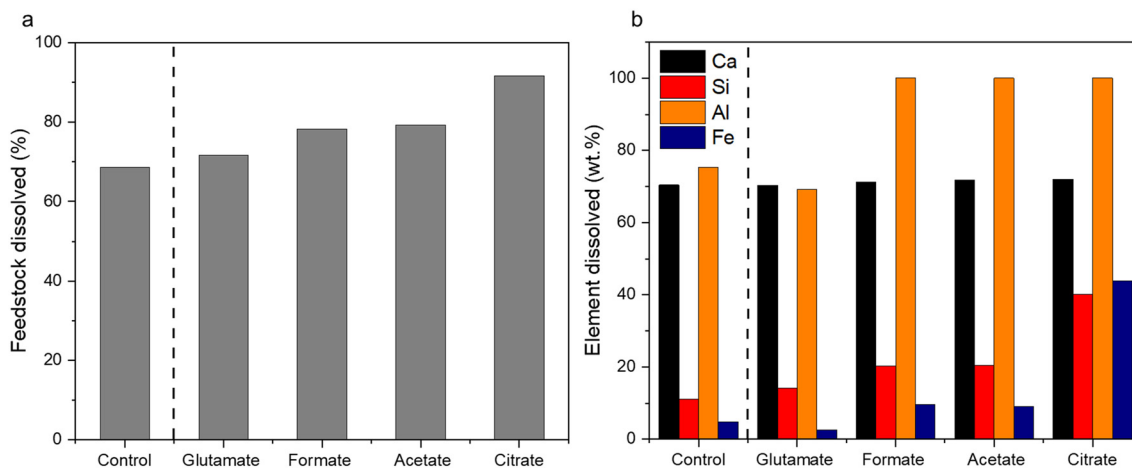 a
100
80
60
40
20
0
Feedstock dissolved (%)
Control Glutamate Formate Acetate Citrate
b
Ca
Si
Al
Fe
100
80
60
40
20
0
Element dissolved (wt.%)
Control Glutamate Formate Acetate Citrate